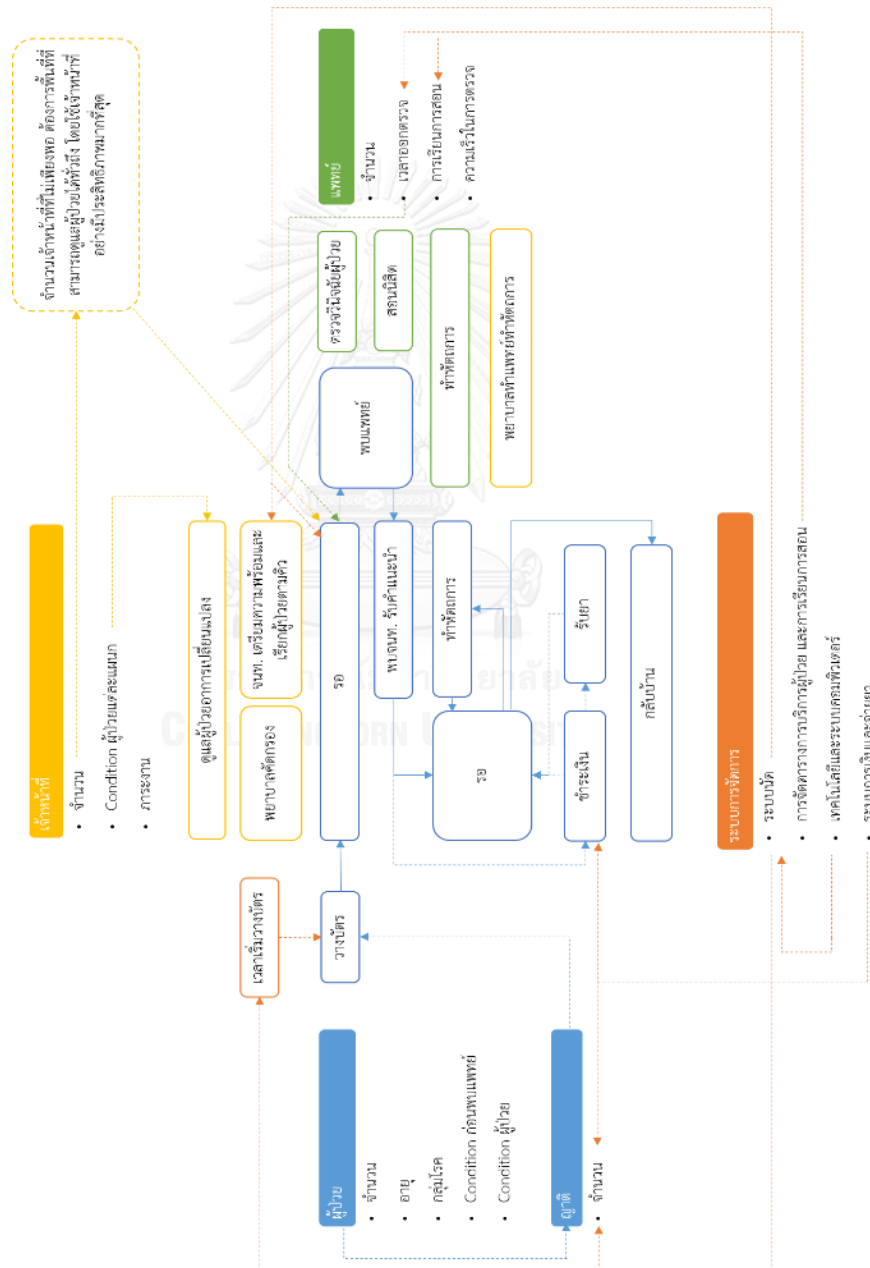 เจ้าหน้าที่
• จำนวน
• Condition ผู้ป่วยแต่ละแผนก
• ภาระงาน
จำนวนเจ้าหน้าที่ที่ไม่เพียงพอ ต้องการพื้นที่ที่
สามารถดูแลผู้ป่วยได้ทั่วถึง โดยใช้เจ้าหน้าที่
อย่างมีประสิทธิภาพมากที่สุด
ดูแลผู้ป่วยอาการเปลี่ยนแปลง
เวลาเริ่มวางบัตร
พยาบาลคัดกรอง
จนท. เตรียมความพร้อมและ
เรียกผู้ป่วยตามคิว
ผู้ป่วย
• จำนวน
• อายุ
• กลุ่มโรค
• Condition ก่อนพบแพทย์
• Condition ผู้ป่วย
วางบัตร
รอ
พบแพทย์
ตรวจวินิจฉัยผู้ป่วย
สอนนิสิต
แพทย์
• จำนวน
• เวลาออกตรวจ
• การเรียนการสอน
• ความเร็วในการตรวจ
พบจนท. รับคำแนะนำ
ทำหัตถการ
ทำหัตถการ
พยาบาลทำแพทย์ทำหัตถการ
รอ
ญาติ
• จำนวน
ชำระเงิน
รับยา
กลับบ้าน
ระบบการจัดการ
• ระบบนัด
• การจัดตารางการบริการผู้ป่วย และการเรียนการสอน
• เทคโนโลยีและระบบคอมพิวเตอร์
• ระบบการเงินและจ่ายยา